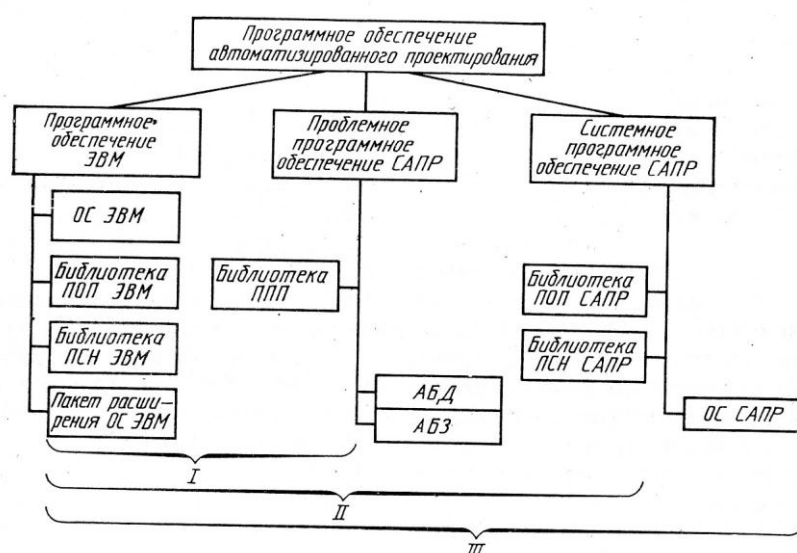 Программное обеспечение
автоматизированного проектирования
Программное
обеспечение
ЭВМ
Проблемное
программное
обеспечение САПР
Системное
программное
обеспечение САПР
ОС ЭВМ
Библиотека
ПОП ЭВМ
Библиотека
ППП
Библиотека
ПОП САПР
Библиотека
ПСН ЭВМ
Библиотека
ПСН САПР
Пакет расши-
рения ОС ЭВМ
АБД
АБЗ
ОС САПР
I
II
III